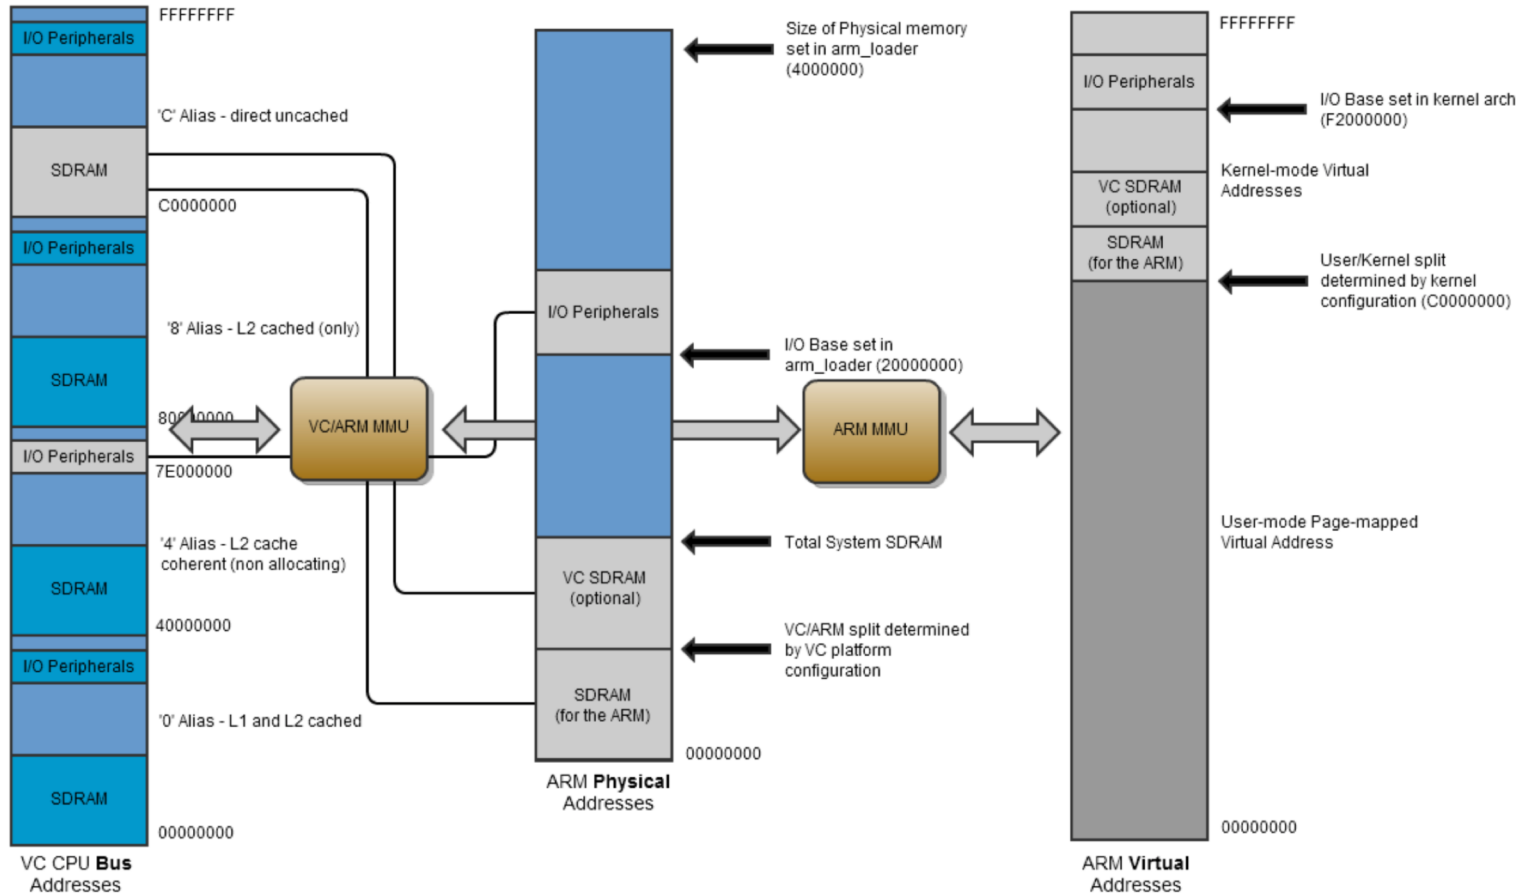 FFFFFFFF
I/O Peripherals
'C' Alias - direct uncached
SDRAM
C0000000
I/O Peripherals
'8' Alias - L2 cached (only)
SDRAM
80000000
I/O Peripherals
7E000000
'4' Alias - L2 cache
coherent (non allocating)
SDRAM
40000000
I/O Peripherals
'0' Alias - L1 and L2 cached
SDRAM
00000000
VC CPU Bus
Addresses
VC/ARM MMU
Size of Physical memory
set in arm_loader
(4000000)
I/O Peripherals
I/O Base set in
arm_loader (20000000)
Total System SDRAM
VC SDRAM
(optional)
VC/ARM split determined
by VC platform
configuration
SDRAM
(for the ARM)
00000000
ARM Physical
Addresses
ARM MMU
FFFFFFFF
I/O Peripherals
I/O Base set in kernel arch
(F2000000)
Kernel-mode Virtual
Addresses
VC SDRAM
(optional)
SDRAM
(for the ARM)
User/Kernel split
determined by kernel
configuration (C0000000)
User-mode Page-mapped
Virtual Address
00000000
ARM Virtual
Addresses